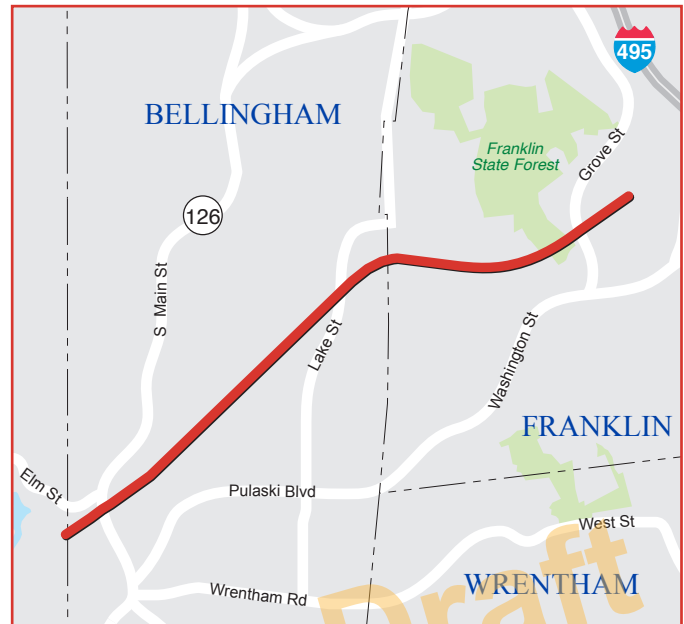 495
BELLINGHAM
Franklin
State Forest
Grove St
126
S Main St
Lake St
Washington St
FRANKLIN
Elm St
Pulaski Blvd
West St
WRENTHAM
Wrentham Rd
Draft